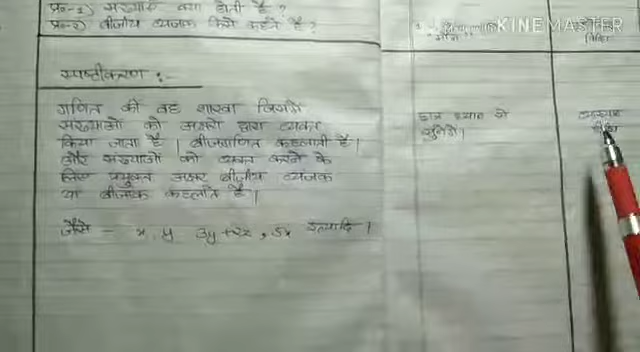 प्र०-1) संख्याएँ क्या होती है ?
प्र०-2) बीजीय व्यंजक किसे कहते है ?
KINEMASTER
विधि
स्पष्टीकरण :-
गणित की वह शाखा जिसमें
संख्याओं को अक्षरों द्वारा व्यक्त
किया जाता है | बीजगणित कहलाती है |
और संख्याओं को व्यक्त करने के
लिए प्रयुक्त अक्षर बीजीय व्यंजक
या बीजांक कहलाते है |
जैसे - x, y 3y+2x, 5x इत्यादि |
छात्र ध्यान से
सुनेंगे |
व्याख्यान